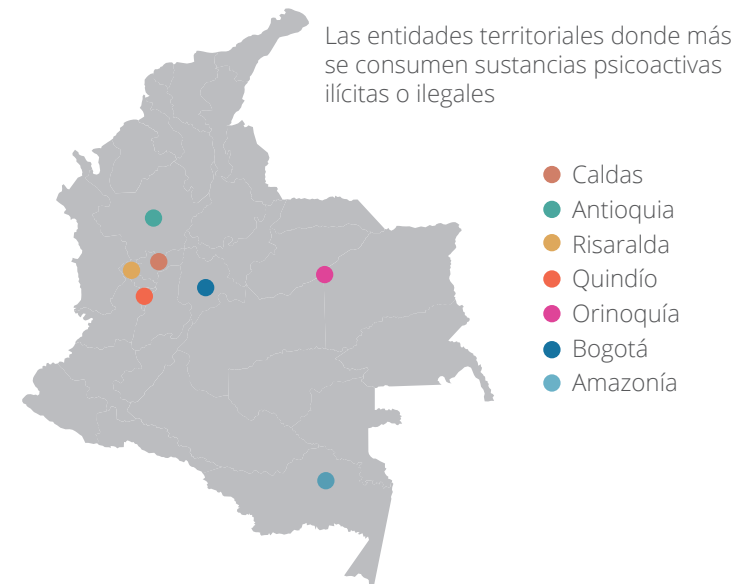 Las entidades territoriales donde más
se consumen sustancias psicoactivas
ilícitas o ilegales
Caldas
Antioquia
Risaralda
Quindío
Orinoquía
Bogotá
Amazonía